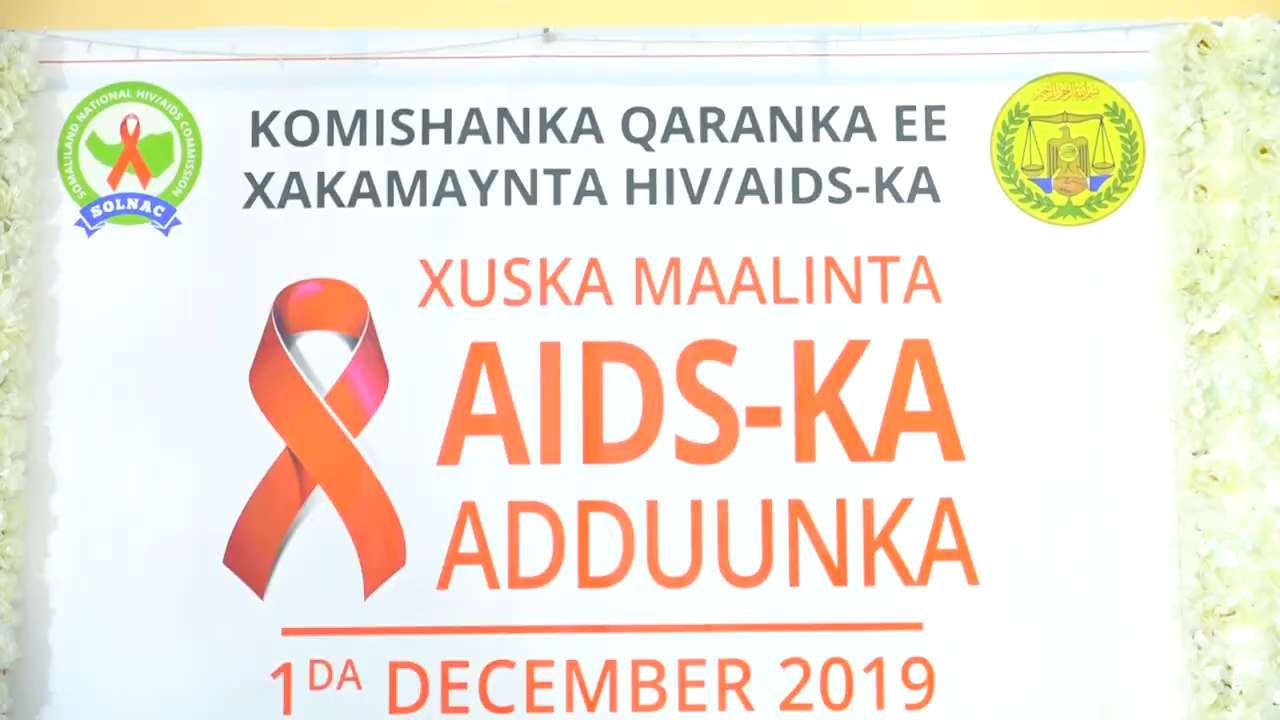 SOMALILAND NATIONAL HIV/AIDS COMMISSION
SOLNAC
KOMISHANKA QARANKA EE
XAKAMAYNTA HIV/AIDS-KA
XUSKA MAALINTA
AIDS-KA
ADDUUNKA
1DA DECEMBER 2019